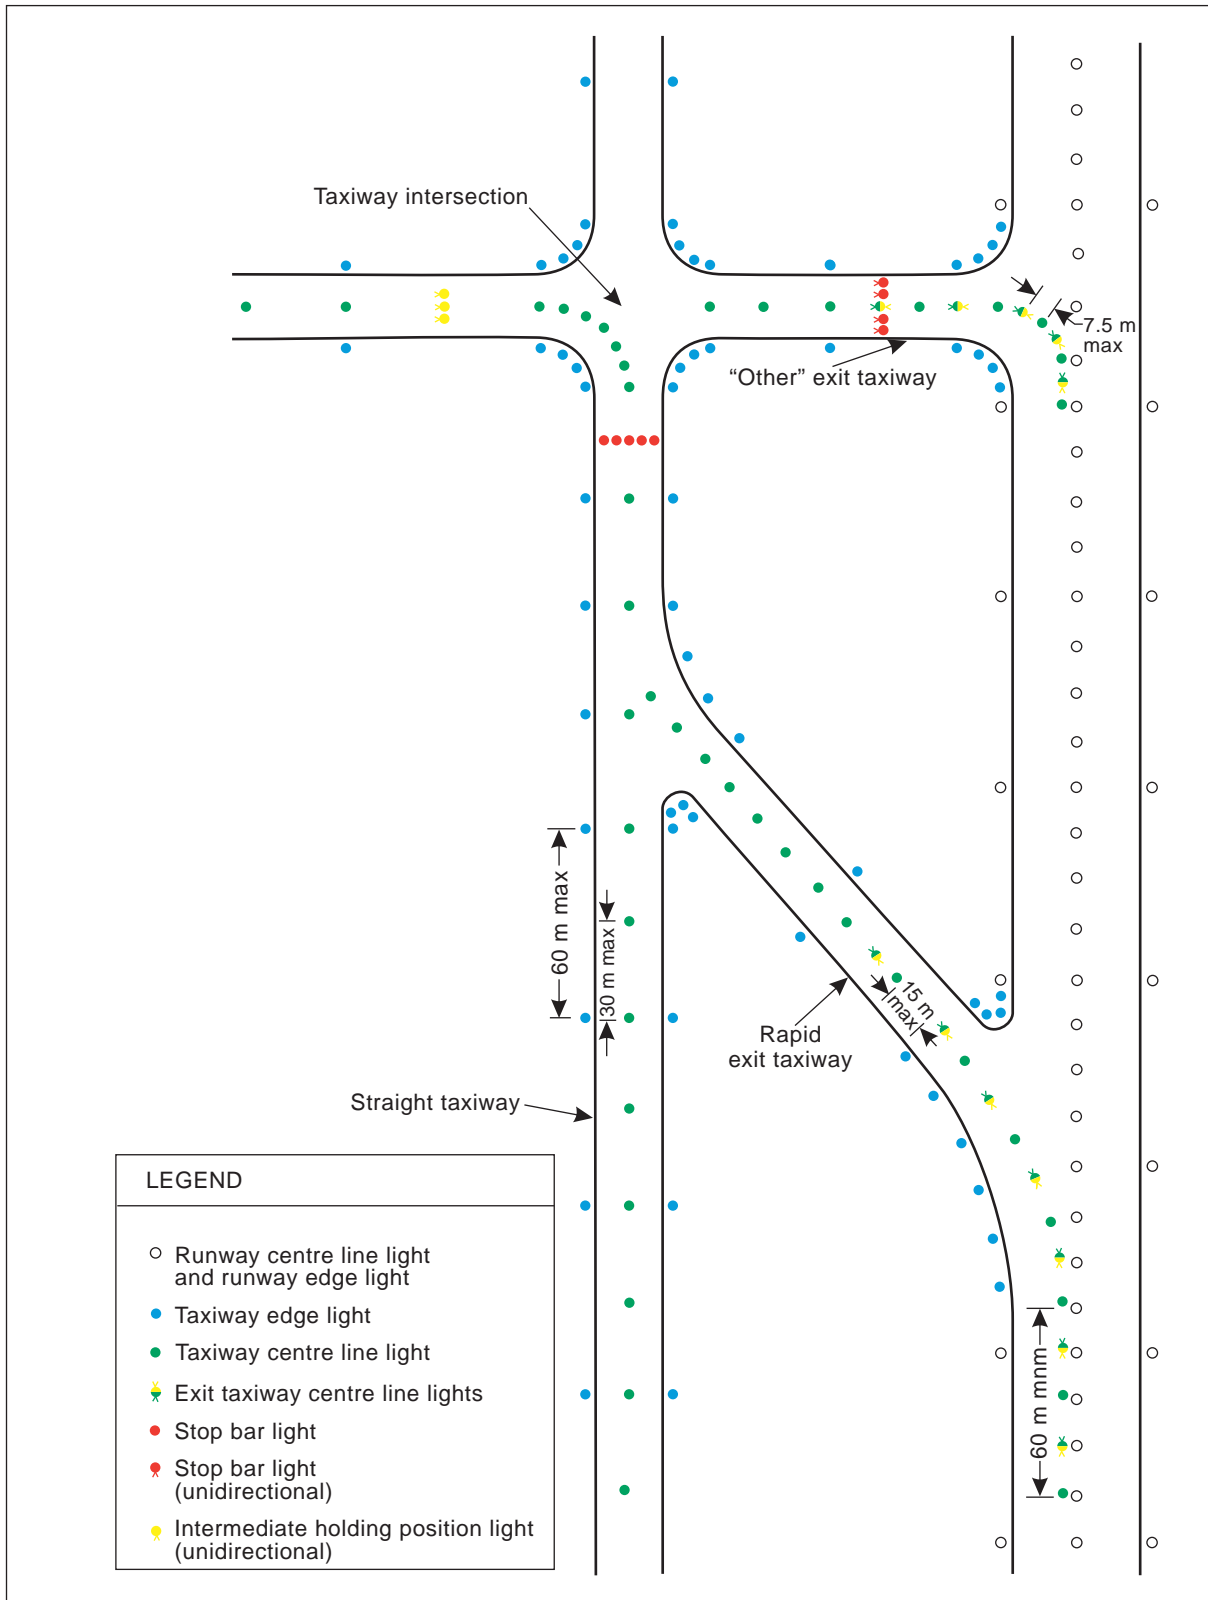 Taxiway intersection
7.5 m
max
“Other” exit taxiway
60 m max
30 m max
15 m
max
Rapid
exit taxiway
Straight taxiway
60 m mnm
LEGEND
Runway centre line light
and runway edge light
Taxiway edge light
Taxiway centre line light
Exit taxiway centre line lights
Stop bar light
Stop bar light
(unidirectional)
Intermediate holding position light
(unidirectional)